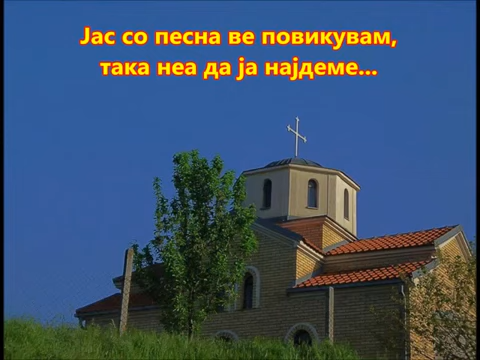 Јас со песна ве повикувам,
така неа да ја најдеме...